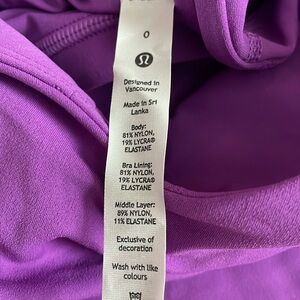 0
Designed in
Vancouver
Made in Sri
Lanka
Body:
81% NYLON,
19% LYCRA®
ELASTANE
Bra Lining:
81% NYLON,
19% LYCRA®
ELASTANE
Middle Layer:
89% NYLON,
11% ELASTANE
Exclusive of
decoration
Wash with like
colours